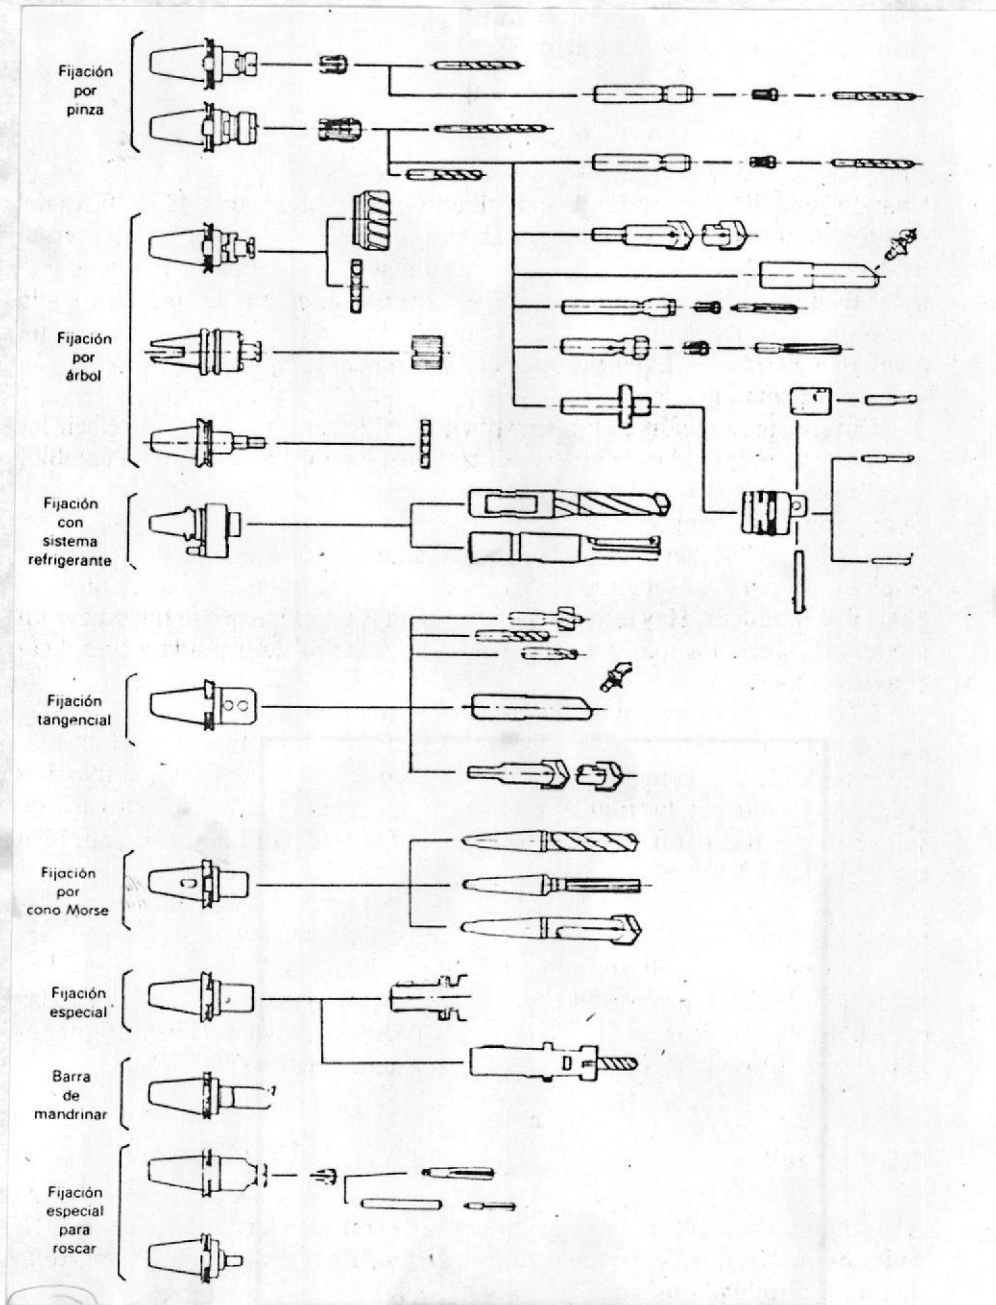 Fijación
por
pinza
Fijación
por
árbol
Fijación
con
sistema
refrigerante
Fijación
tangencial
Fijación
por
cono Morse
Fijación
especial
Barra
de
mandrinar
Fijación
especial
para
roscar